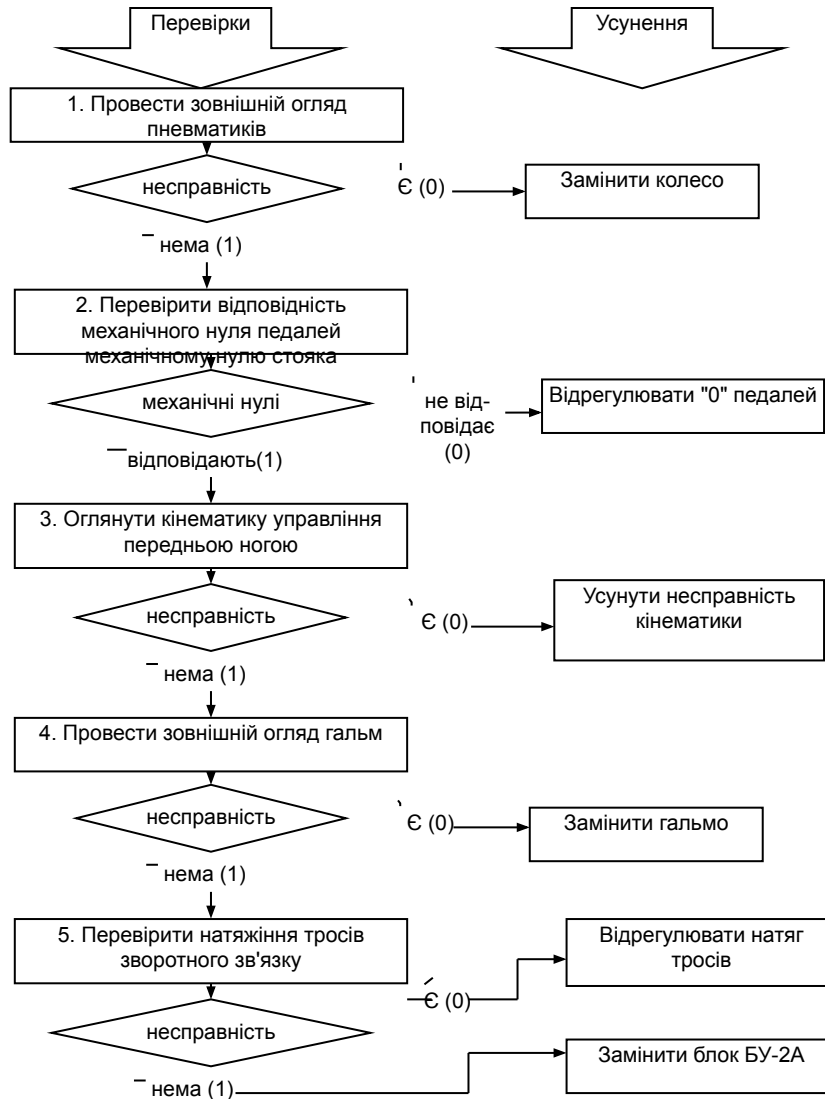 Перевірки
Усунення
1. Провести зовнішній огляд
пневматиків
несправність
Є (0)
Замінити колесо
нема (1)
2. Перевірити відповідність
механічного нуля педалей
механічному нулю стояка
механічні нулі
не від-
повідає
(0)
Відрегулювати "0" педалей
відповідають(1)
3. Оглянути кінематику управління
передньою ногою
несправність
Є (0)
Усунути несправність
кінематики
нема (1)
4. Провести зовнішній огляд гальм
несправність
Є (0)
Замінити гальмо
нема (1)
5. Перевірити натяжіння тросів
зворотного зв'язку
Є (0)
Відрегулювати натяг
тросів
несправність
Замінити блок БУ-2А
нема (1)